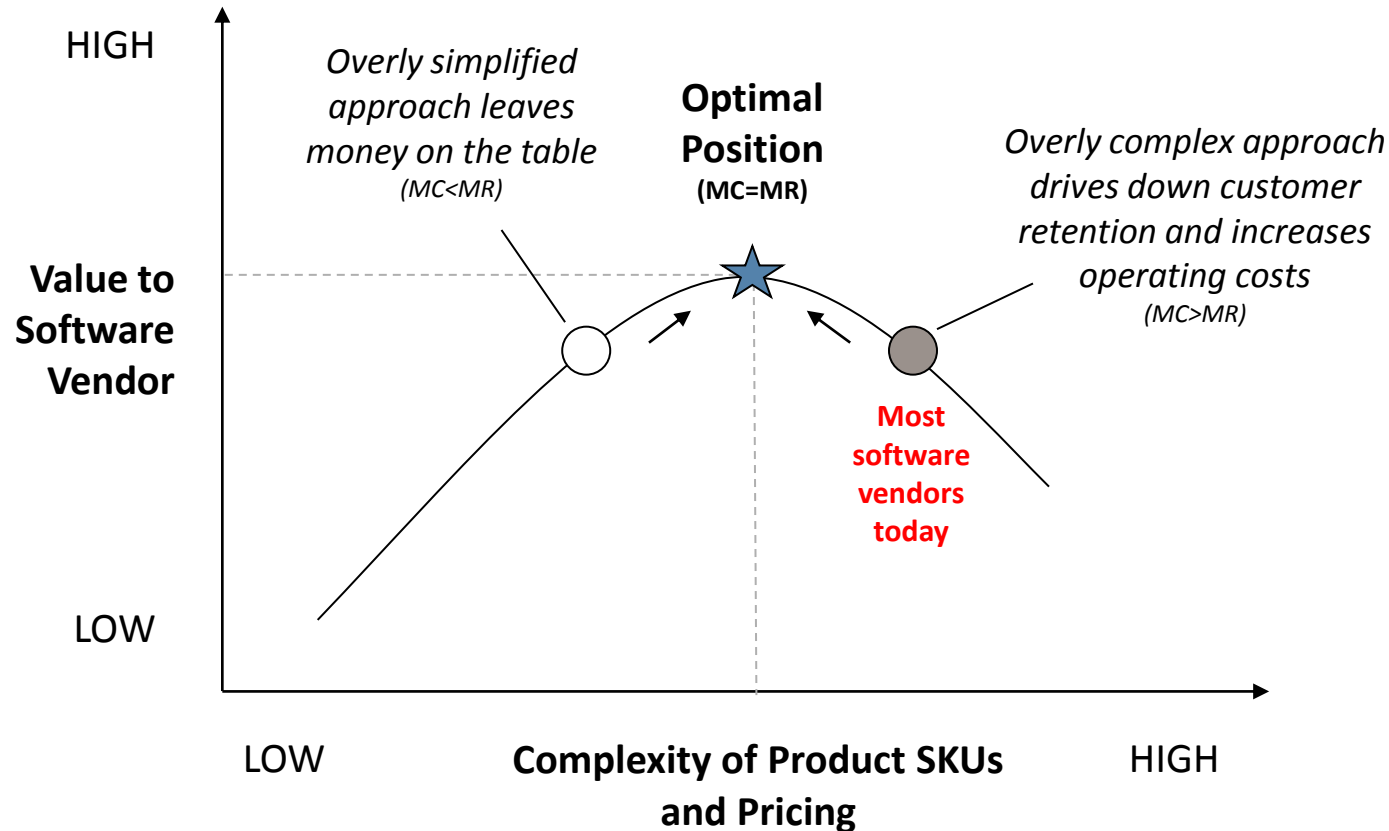 HIGH
Overly simplified
approach leaves
money on the table
(MC<MR)
Optimal
Position
(MC=MR)
Overly complex approach
drives down customer
retention and increases
operating costs
(MC>MR)
Value to
Software
Vendor
Most
software
vendors
today
LOW
LOW
Complexity of Product SKUs
and Pricing
HIGH